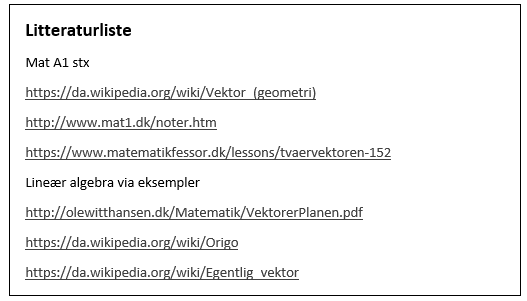 Litteraturliste
Mat A1 stx
https://da.wikipedia.org/wiki/Vektor_(geometri)
http://www.mat1.dk/noter.htm
https://www.matematikfessor.dk/lessons/tvaervektoren-152
Lineær algebra via eksempler
http://olewitthansen.dk/Matematik/VektorerPlanen.pdf
https://da.wikipedia.org/wiki/Origo
https://da.wikipedia.org/wiki/Egentlig_vektor